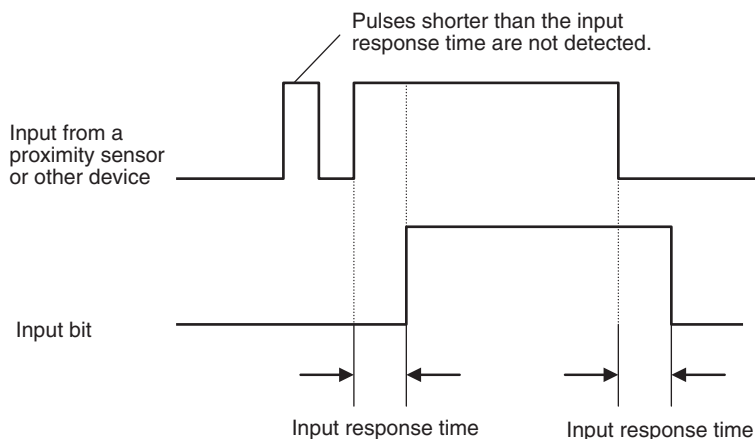 Pulses shorter than the input
response time are not detected.
Input from a
proximity sensor
or other device
Input bit
Input response time
Input response time